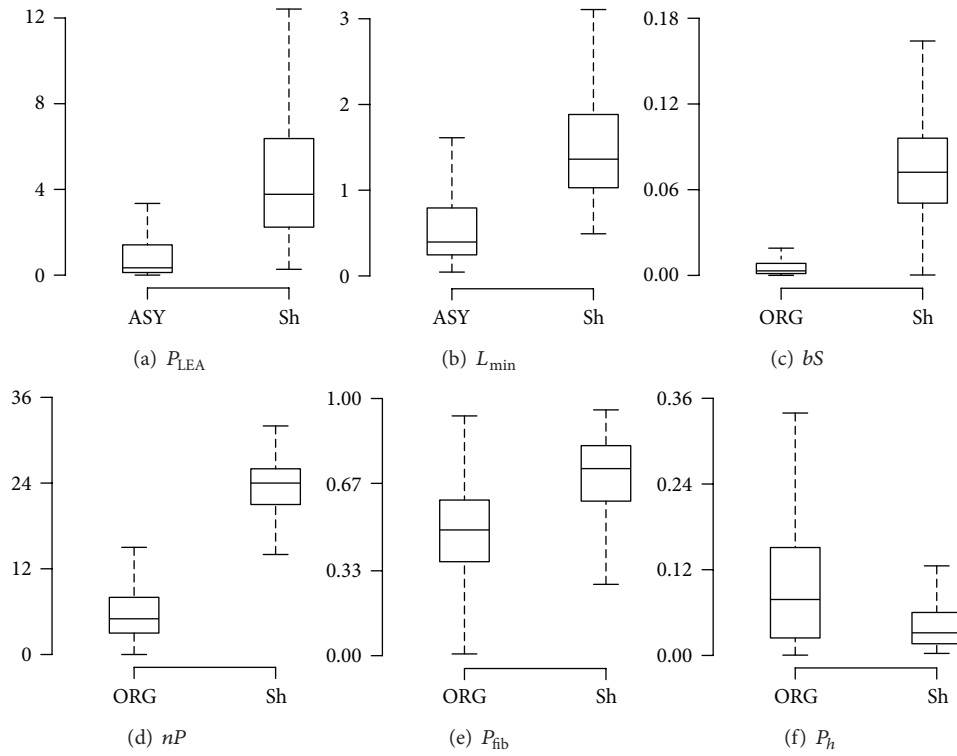 12
8
4
0
ASY Sh
(a) P_LEA
3
2
1
0
ASY Sh
(b) L_min
0.18
0.12
0.06
0.00
ORG Sh
(c) bS
36
24
12
0
ORG Sh
(d) nP
1.00
0.67
0.33
0.00
ORG Sh
(e) P_fib
0.36
0.24
0.12
0.00
ORG Sh
(f) P_h